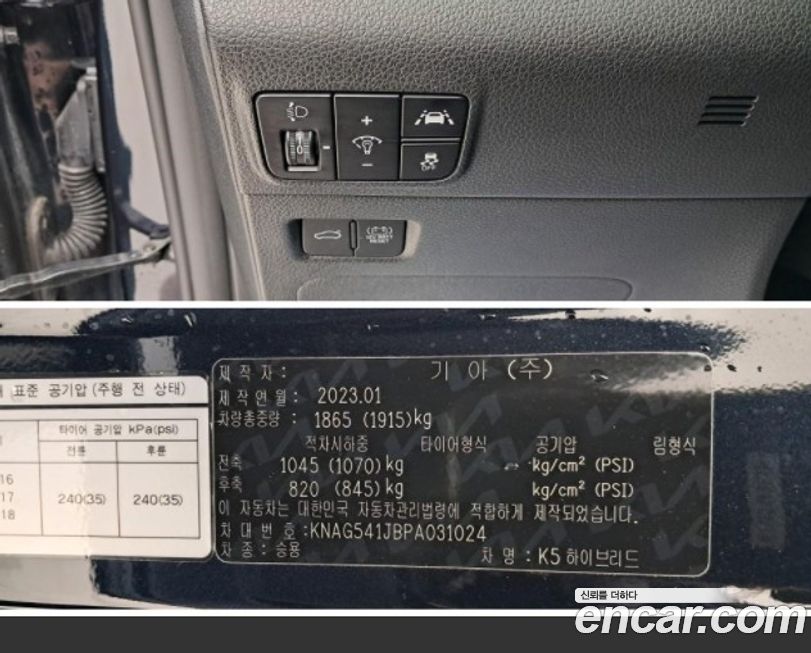 0
+
-
-
OFF
12V BATT
RESET
표준 공기압 (주행 전 상태)
타이어 공기압 kPa(psi)
전륜 후륜
16
17
18
240(35) 240(35)
제 작 자 : 기 아 (주)
제 작 연 월 : 2023.01
차량총중량 : 1865 (1915)kg
적차시하중 타이어형식 공기압 림형식
전축 1045 (1070)kg kg/cm² (PSI)
후축 820 (845)kg kg/cm² (PSI)
이 자동차는 대한민국 자동차관리법령에 적합하게 제작되었습니다.
차 대 번 호 :KNAG541JBPA031024
차 종 : 승용 차 명 : K5 하이브리드
신뢰를 더하다
encar.com